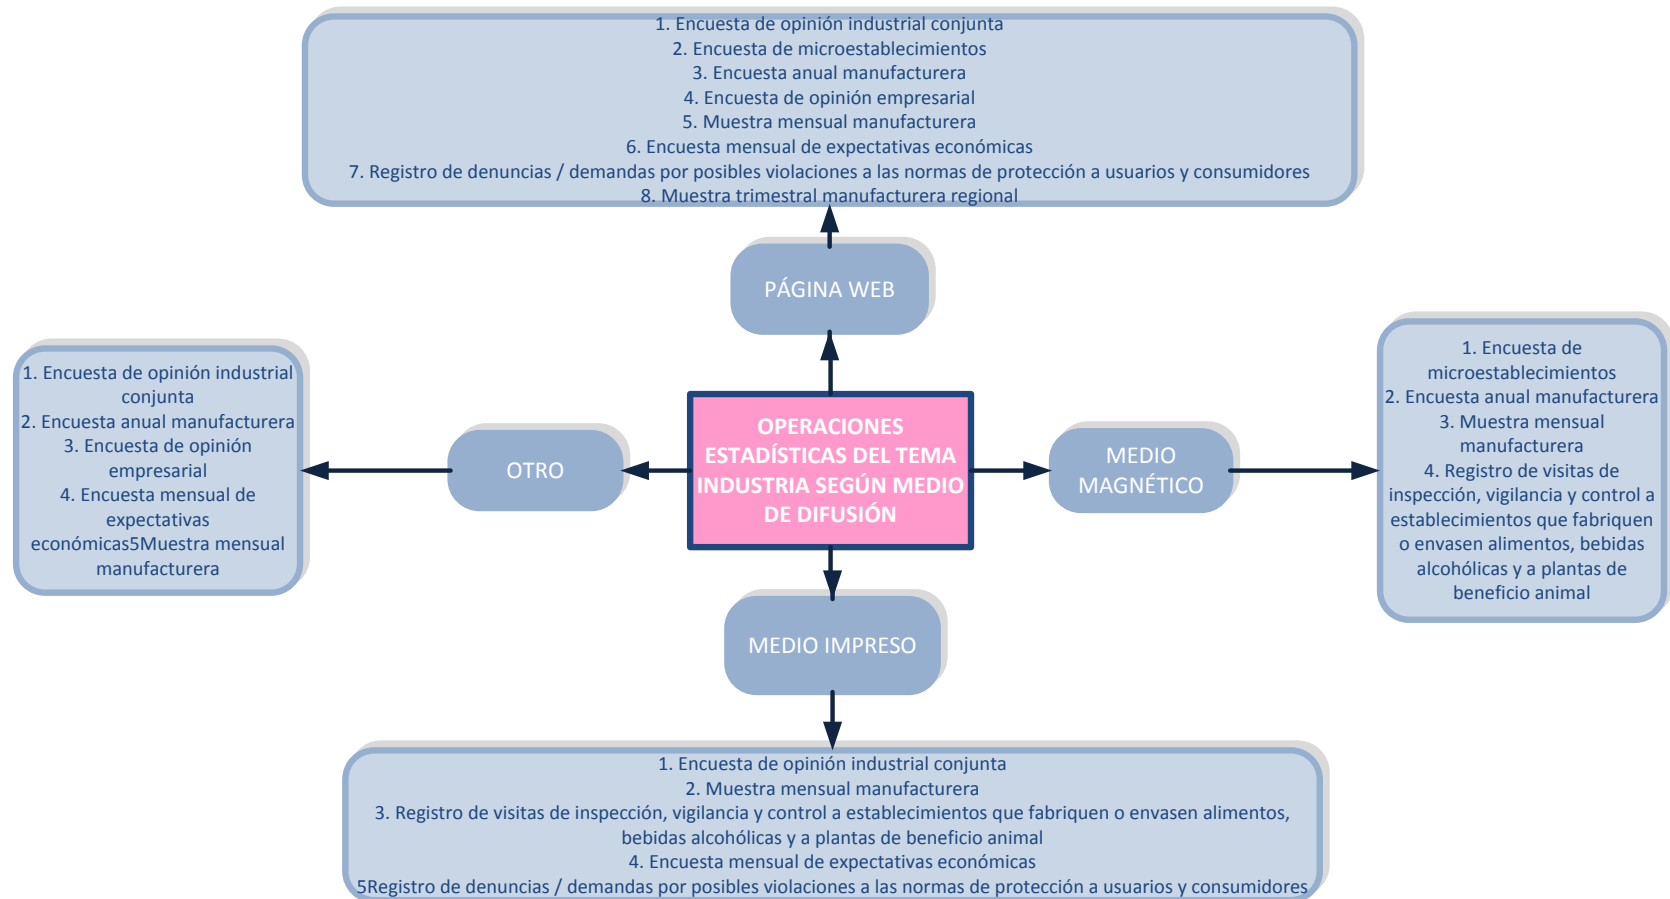 1. Encuesta de opinión industrial conjunta
2. Encuesta de microestablecimientos
3. Encuesta anual manufacturera
4. Encuesta de opinión empresarial
5. Muestra mensual manufacturera
6. Encuesta mensual de expectativas económicas
7. Registro de denuncias / demandas por posibles violaciones a las normas de protección a usuarios y consumidores
8. Muestra trimestral manufacturera regional
PÁGINA WEB
1. Encuesta de opinión industrial
conjunta
2. Encuesta anual manufacturera
3. Encuesta de opinión
empresarial
4. Encuesta mensual de
expectativas
económicas5Muestra mensual
manufacturera
OTRO
OPERACIONES
ESTADÍSTICAS DEL TEMA
INDUSTRIA SEGÚN MEDIO
DE DIFUSIÓN
MEDIO
MAGNÉTICO
1. Encuesta de
microestablecimientos
2. Encuesta anual manufacturera
3. Muestra mensual
manufacturera
4. Registro de visitas de
inspección, vigilancia y control a
establecimientos que fabriquen
o envasen alimentos, bebidas
alcohólicas y a plantas de
beneficio animal
MEDIO IMPRESO
1. Encuesta de opinión industrial conjunta
2. Muestra mensual manufacturera
3. Registro de visitas de inspección, vigilancia y control a establecimientos que fabriquen o envasen alimentos,
bebidas alcohólicas y a plantas de beneficio animal
4. Encuesta mensual de expectativas económicas
5Registro de denuncias / demandas por posibles violaciones a las normas de protección a usuarios y consumidores